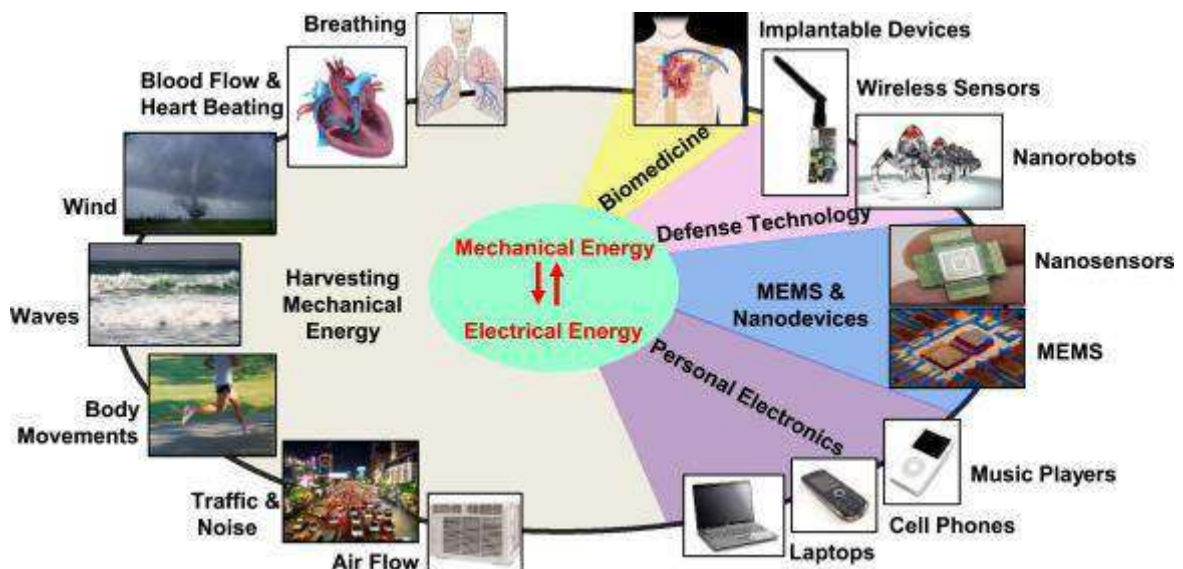 Breathing
Blood Flow &
Heart Beating
Wind
Waves
Body
Movements
Traffic &
Noise
Air Flow
Harvesting
Mechanical
Energy
Mechanical Energy
Electrical Energy
Biomedicine
Defense Technology
MEMS &
Nanodevices
Personal Electronics
Implantable Devices
Wireless Sensors
Nanorobots
Nanosensors
MEMS
Music Players
Cell Phones
Laptops